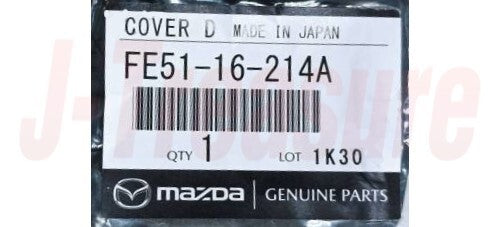 COVER D MADE IN JAPAN
FE51-16-214A
QTY 1 LOT 1K30
mazda GENUINE PARTS
J-Treasure